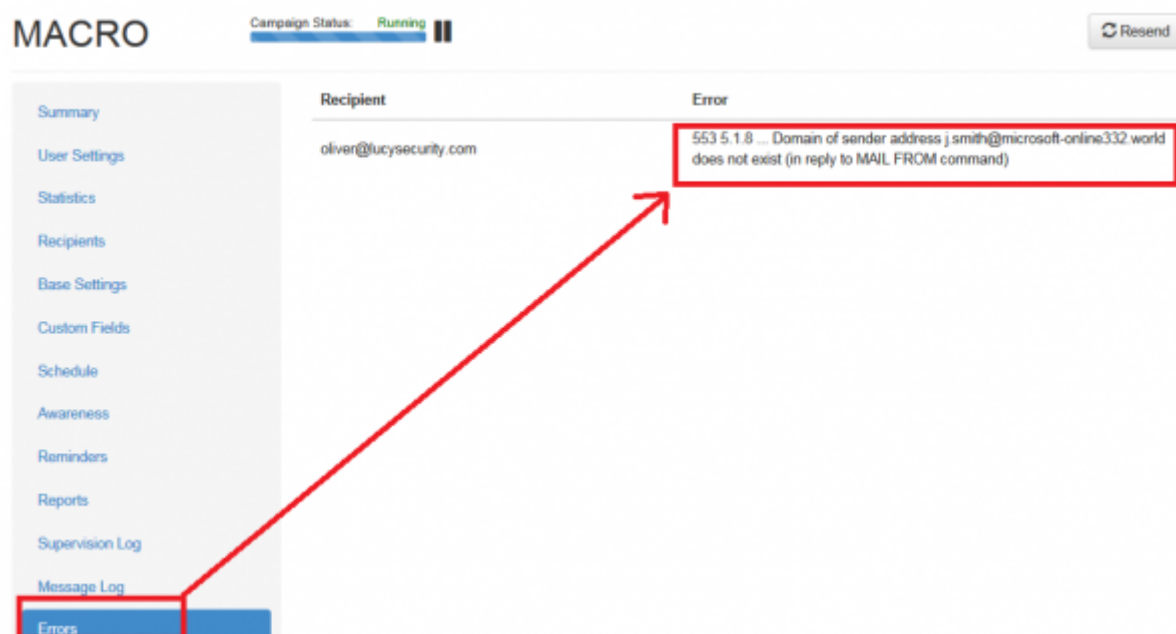 MACRO
Campaign Status: Running
Resend
Summary
User Settings
Statistics
Recipients
Base Settings
Custom Fields
Schedule
Awareness
Reminders
Reports
Supervision Log
Message Log
Errors
Recipient Error
oliver@lucysecurity.com
553 5.1.8 ... Domain of sender address j.smith@microsoft-online332.world
does not exist (in reply to MAIL FROM command)